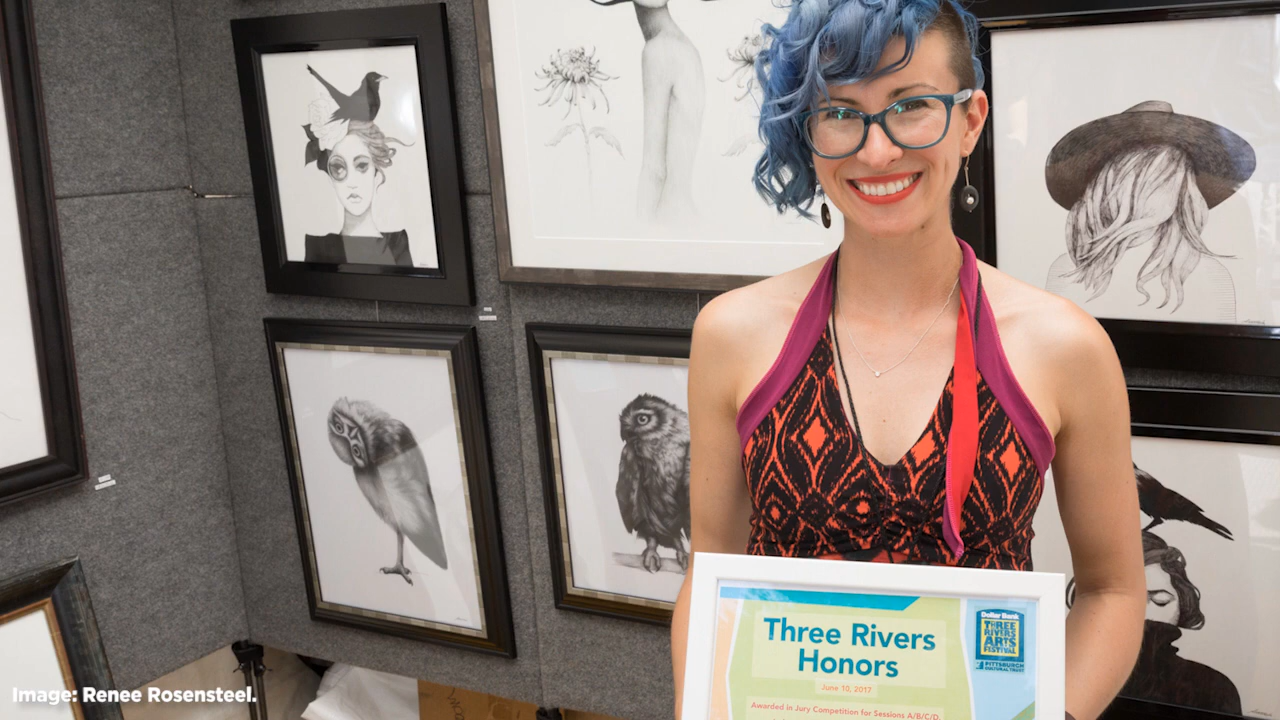 Three Rivers
Honors
June 10, 2017
Awarded in Jury Competition for Sessions A/B/C/D.
Dollar Bank
THREE
RIVERS
ARTS
FESTIVAL
PITTSBURGH
CULTURAL TRUST
Image: Renee Rosensteel.